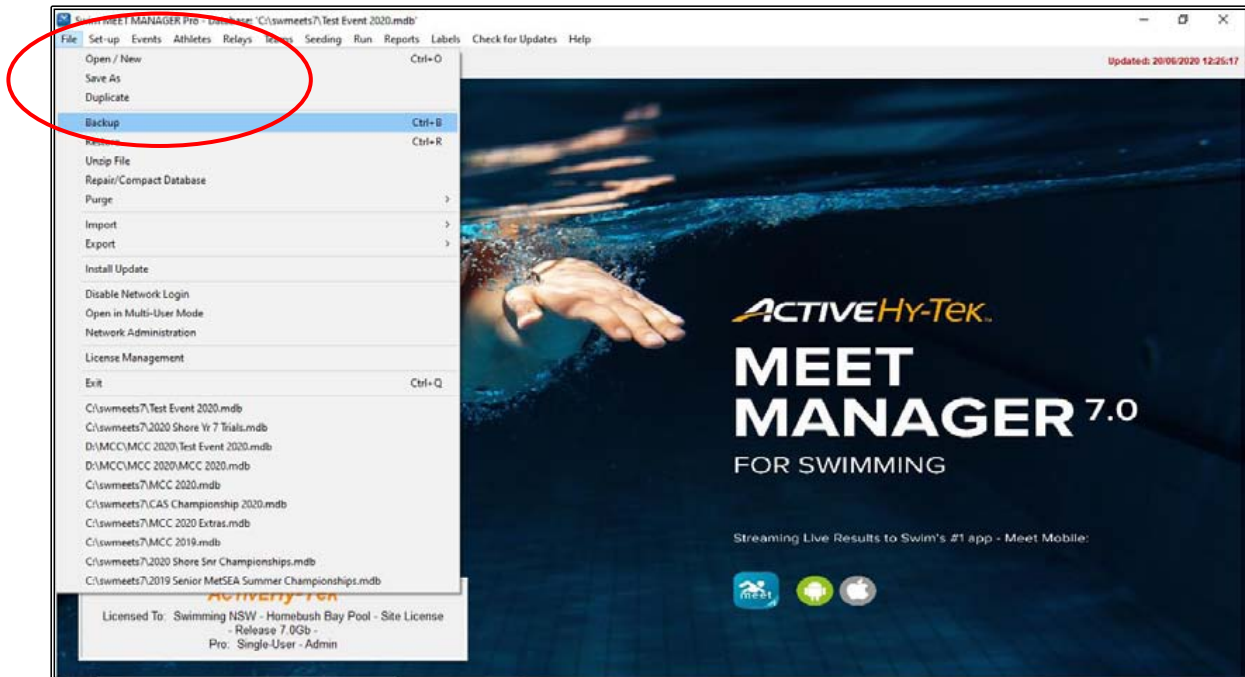 Swim MEET MANAGER Pro - Database: 'C:\swmeets7\Test Event 2020.mdb'
File Set-up Events Athletes Relays Teams Seeding Run Reports Labels Check for Updates Help
Updated: 20/06/2020 12:25:17
Open / New Ctrl+O
Save As
Duplicate
Backup Ctrl+B
Restore Ctrl+R
Unzip File
Repair/Compact Database
Purge >
Import >
Export >
Install Update
Disable Network Login
Open in Multi-User Mode
Network Administration
License Management
Exit Ctrl+Q
C:\swmeets7\Test Event 2020.mdb
C:\swmeets7\2020 Shore Yr 7 Trials.mdb
D:\MCC\MCC 2020\Test Event 2020.mdb
D:\MCC\MCC 2020\MCC 2020.mdb
C:\swmeets7\MCC 2020.mdb
C:\swmeets7\CAS Championship 2020.mdb
C:\swmeets7\MCC 2020 Extras.mdb
C:\swmeets7\MCC 2019.mdb
C:\swmeets7\2020 Shore Snr Championships.mdb
C:\swmeets7\2019 Senior MetSEA Summer Championships.mdb
ACTIVEHy-Tek
Licensed To: Swimming NSW - Homebush Bay Pool - Site License
- Release 7.0Gb -
Pro: Single-User - Admin
ACTIVEHY-TEK™
MEET
MANAGER 7.0
FOR SWIMMING
Streaming Live Results to Swim's #1 app - Meet Mobile:
meet